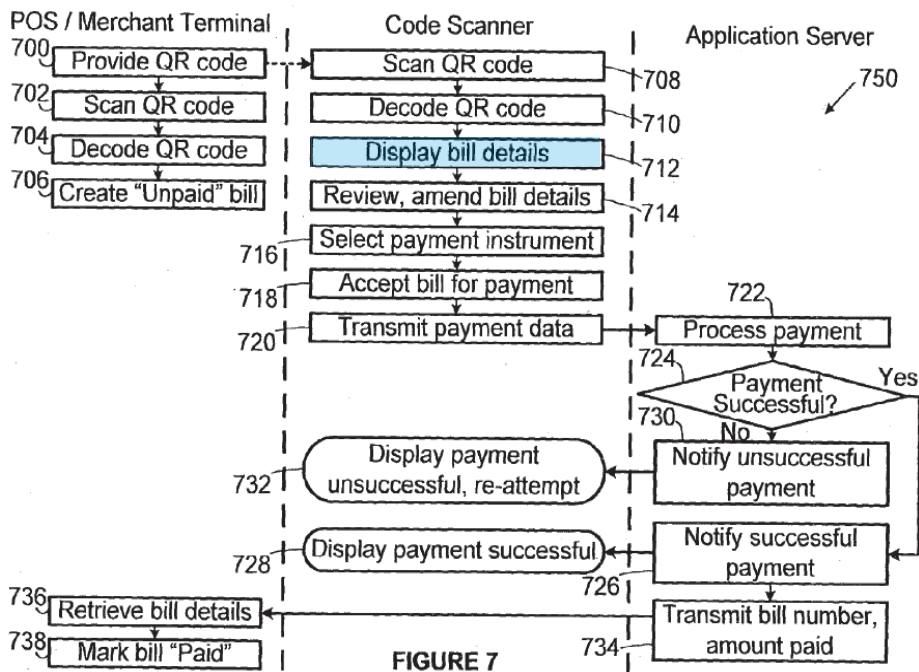 POS / Merchant Terminal
Code Scanner
Application Server
700
Provide QR code
Scan QR code
708
750
702
Scan QR code
Decode QR code
710
704
Decode QR code
Display bill details
712
706
Create "Unpaid" bill
Review, amend bill details
714
716
Select payment instrument
718
Accept bill for payment
722
720
Transmit payment data
Process payment
724
Payment
Successful?
Yes
730
No
732
Display payment
unsuccessful, re-attempt
Notify unsuccessful
payment
728
Display payment successful
Notify successful
payment
726
736
Retrieve bill details
Transmit bill number,
amount paid
734
738
Mark bill "Paid"
FIGURE 7